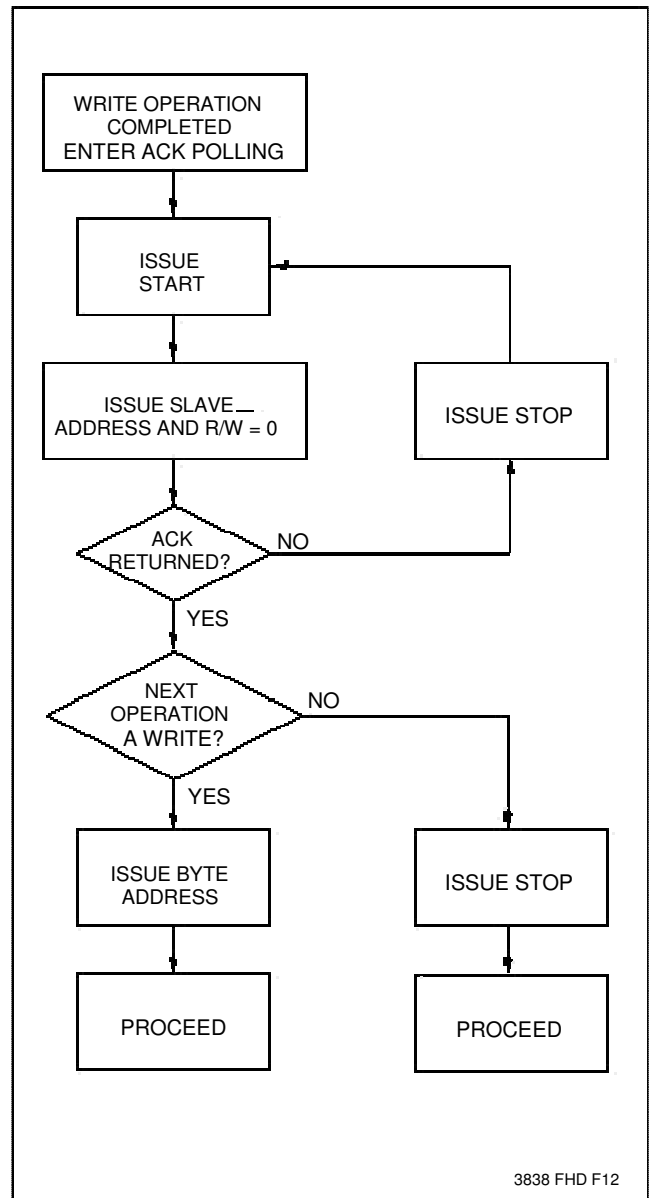 WRITE OPERATION
COMPLETED
ENTER ACK POLLING
ISSUE
START
ISSUE SLAVE
ADDRESS AND R/W = 0
ISSUE STOP
ACK
RETURNED?
NO
YES
NEXT
OPERATION
A WRITE?
NO
YES
ISSUE BYTE
ADDRESS
ISSUE STOP
PROCEED
PROCEED
3838 FHD F12